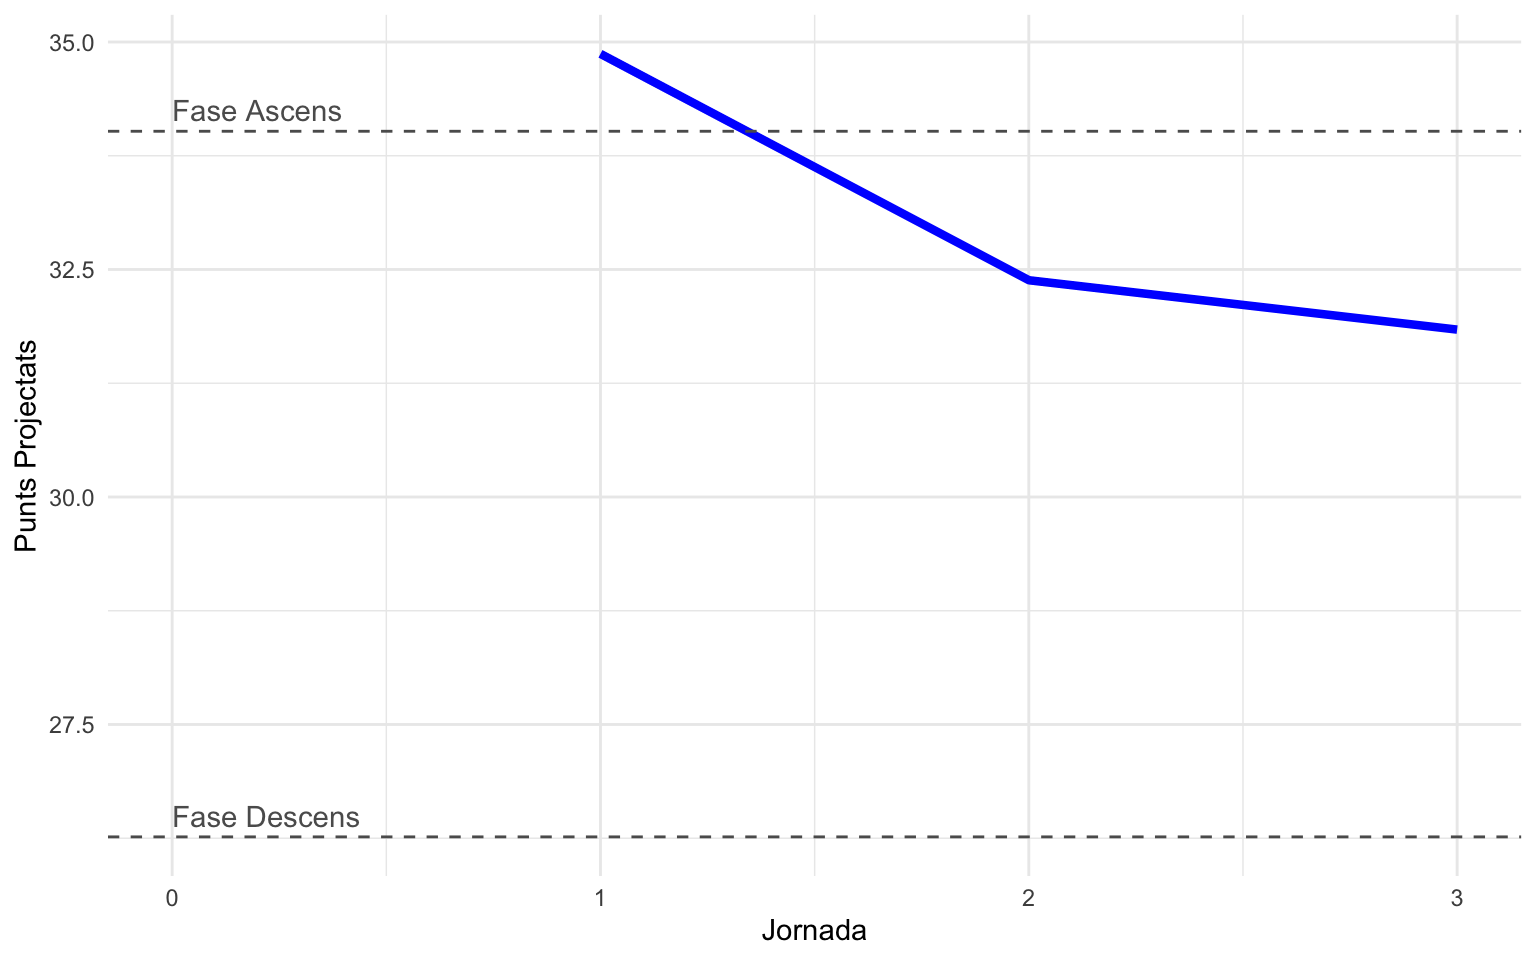 35.0
Fase Ascens
32.5
30.0
27.5
Fase Descens
0 1 2 3
Jornada
Punts Projectats